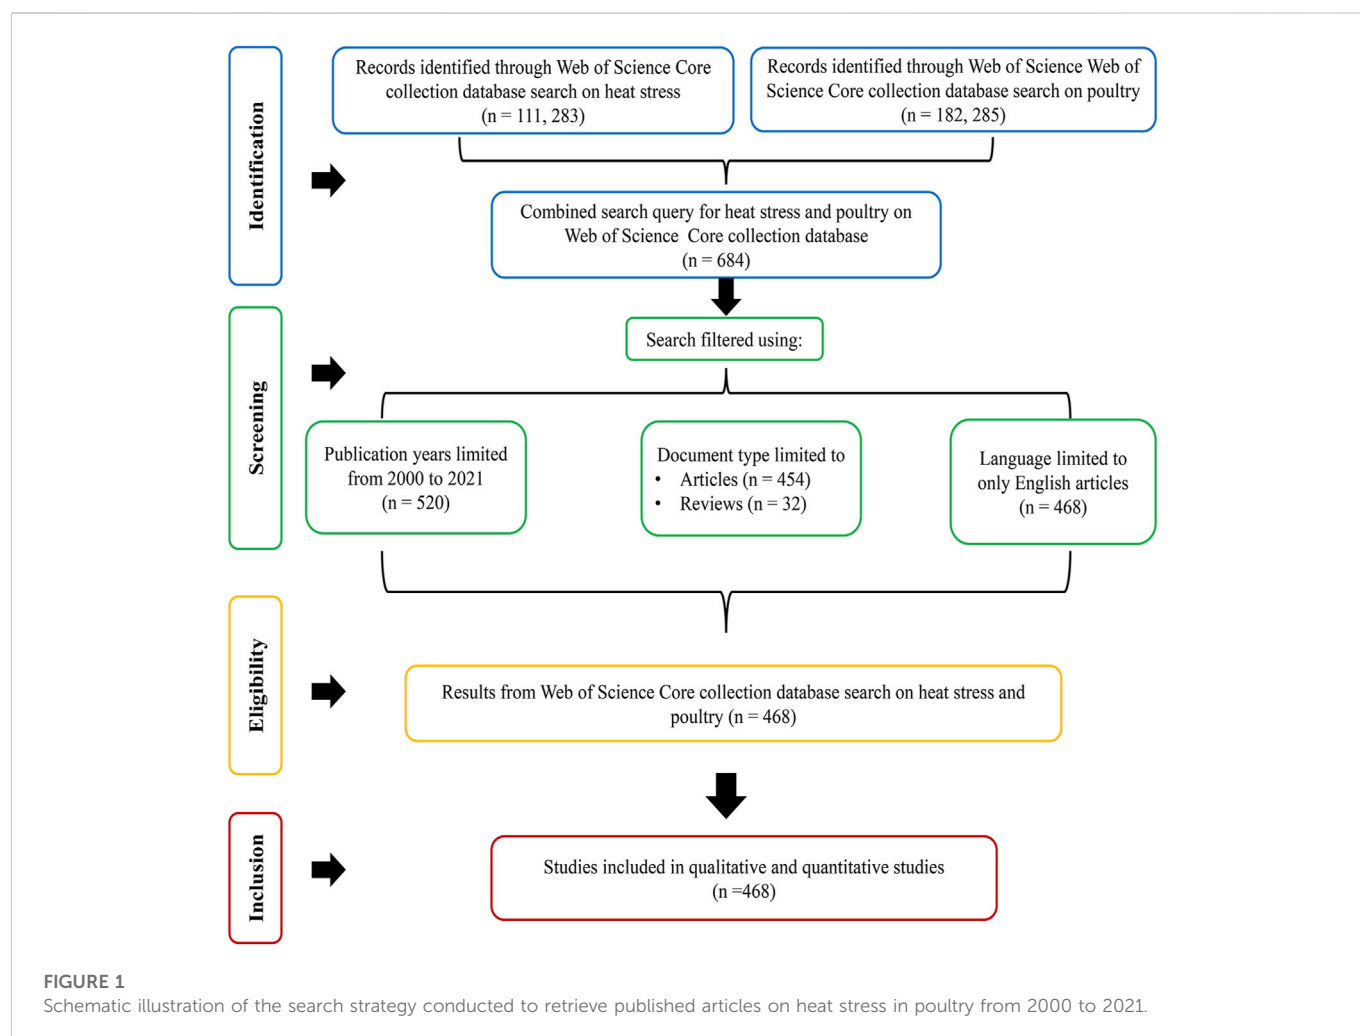 Identification
Records identified through Web of Science Core
collection database search on heat stress
(n = 111, 283)
Records identified through Web of Science Web of
Science Core collection database search on poultry
(n = 182, 285)
Combined search query for heat stress and poultry on
Web of Science Core collection database
(n = 684)
Screening
Search filtered using:
Publication years limited
from 2000 to 2021
(n = 520)
Document type limited to
• Articles (n = 454)
• Reviews (n = 32)
Language limited to
only English articles
(n = 468)
Eligibility
Results from Web of Science Core collection database search on heat stress and
poultry (n = 468)
Inclusion
Studies included in qualitative and quantitative studies
(n =468)
FIGURE 1
Schematic illustration of the search strategy conducted to retrieve published articles on heat stress in poultry from 2000 to 2021.